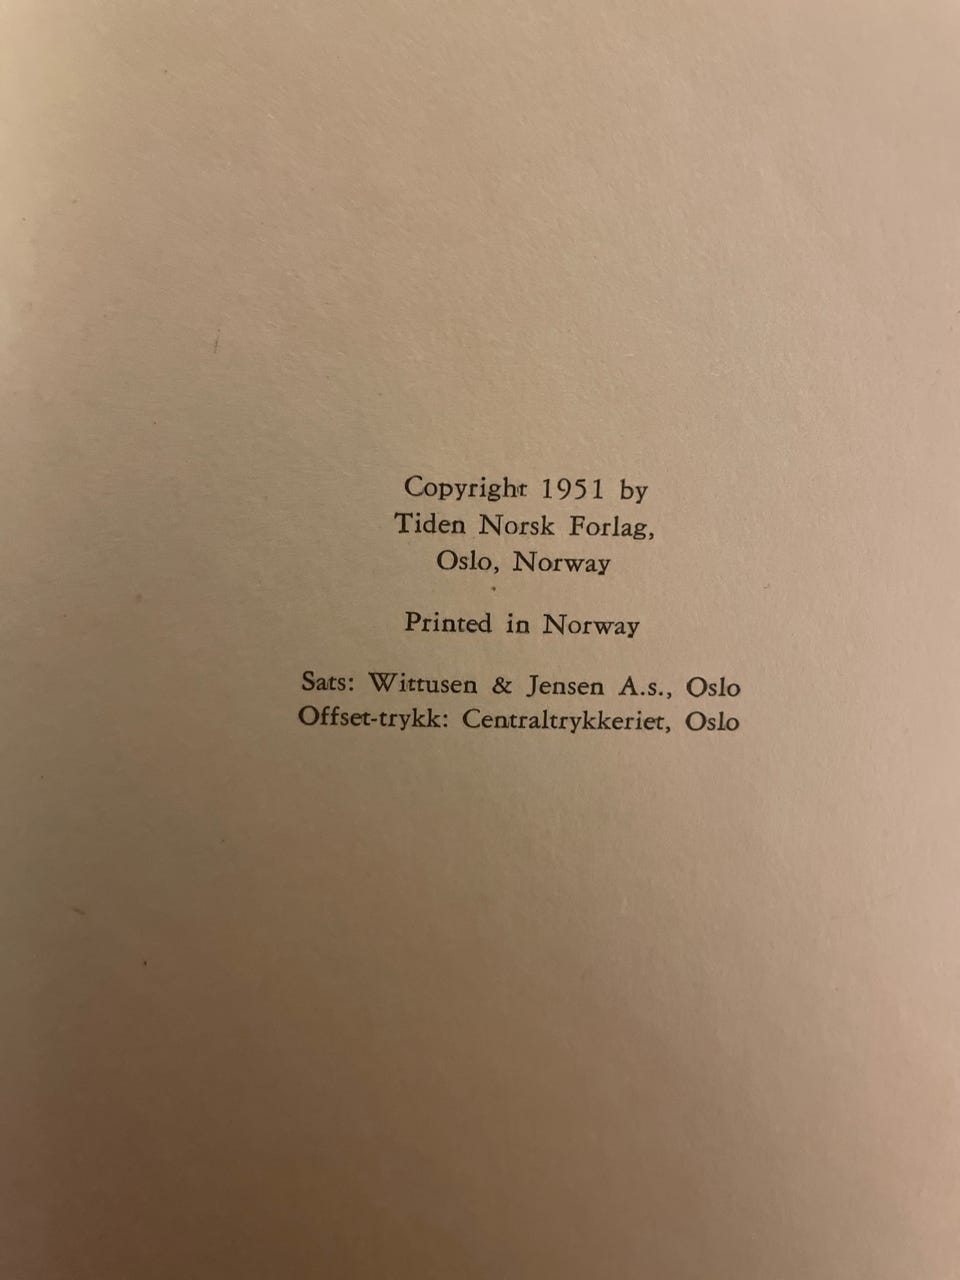 Copyright 1951 by
Tiden Norsk Forlag,
Oslo, Norway
Printed in Norway
Sats: Wittusen & Jensen A.s., Oslo
Offset-trykk: Centraltrykkeriet, Oslo